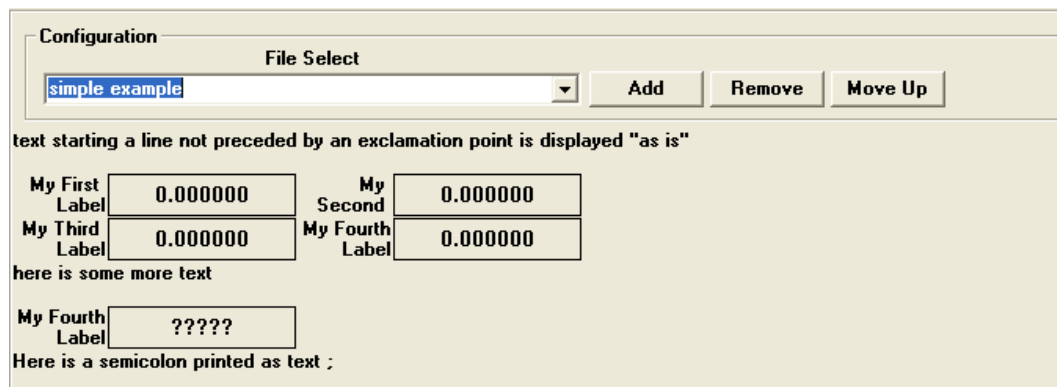 Configuration
File Select
simple example
Add
Remove
Move Up
text starting a line not preceded by an exclamation point is displayed "as is"
My First
Label
0.000000
My
Second
0.000000
My Third
Label
0.000000
My Fourth
Label
0.000000
here is some more text
My Fourth
Label
?????
Here is a semicolon printed as text ;